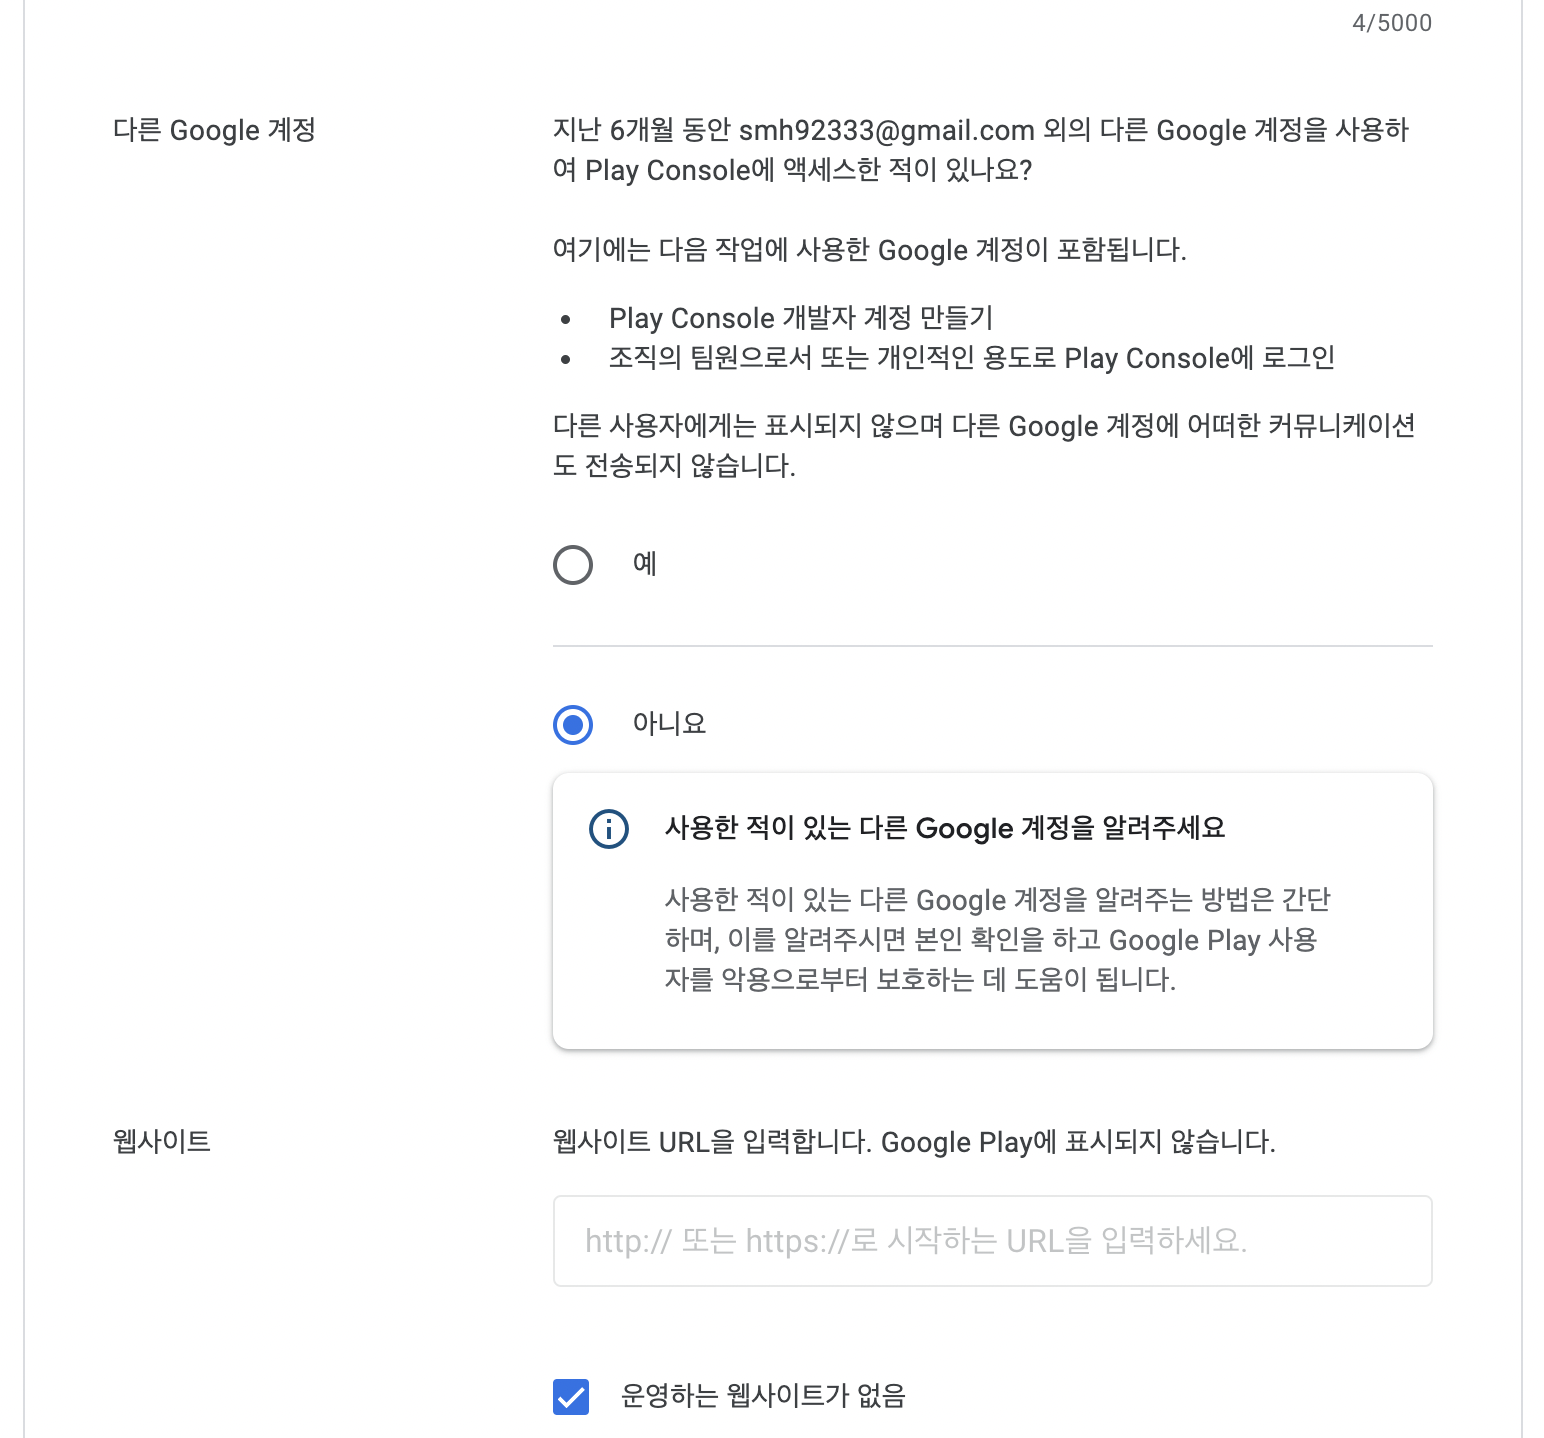 4/5000
다른 Google 계정
지난 6개월 동안 smh92333@gmail.com 외의 다른 Google 계정을 사용하
여 Play Console에 액세스한 적이 있나요?
여기에는 다음 작업에 사용한 Google 계정이 포함됩니다.
• Play Console 개발자 계정 만들기
• 조직의 팀원으로서 또는 개인적인 용도로 Play Console에 로그인
다른 사용자에게는 표시되지 않으며 다른 Google 계정에 어떠한 커뮤니케이션
도 전송되지 않습니다.
예
아니요
사용한 적이 있는 다른 Google 계정을 알려주세요
사용한 적이 있는 다른 Google 계정을 알려주는 방법은 간단
하며, 이를 알려주시면 본인 확인을 하고 Google Play 사용
자를 악용으로부터 보호하는 데 도움이 됩니다.
웹사이트
웹사이트 URL을 입력합니다. Google Play에 표시되지 않습니다.
http:// 또는 https://로 시작하는 URL을 입력하세요.
운영하는 웹사이트가 없음